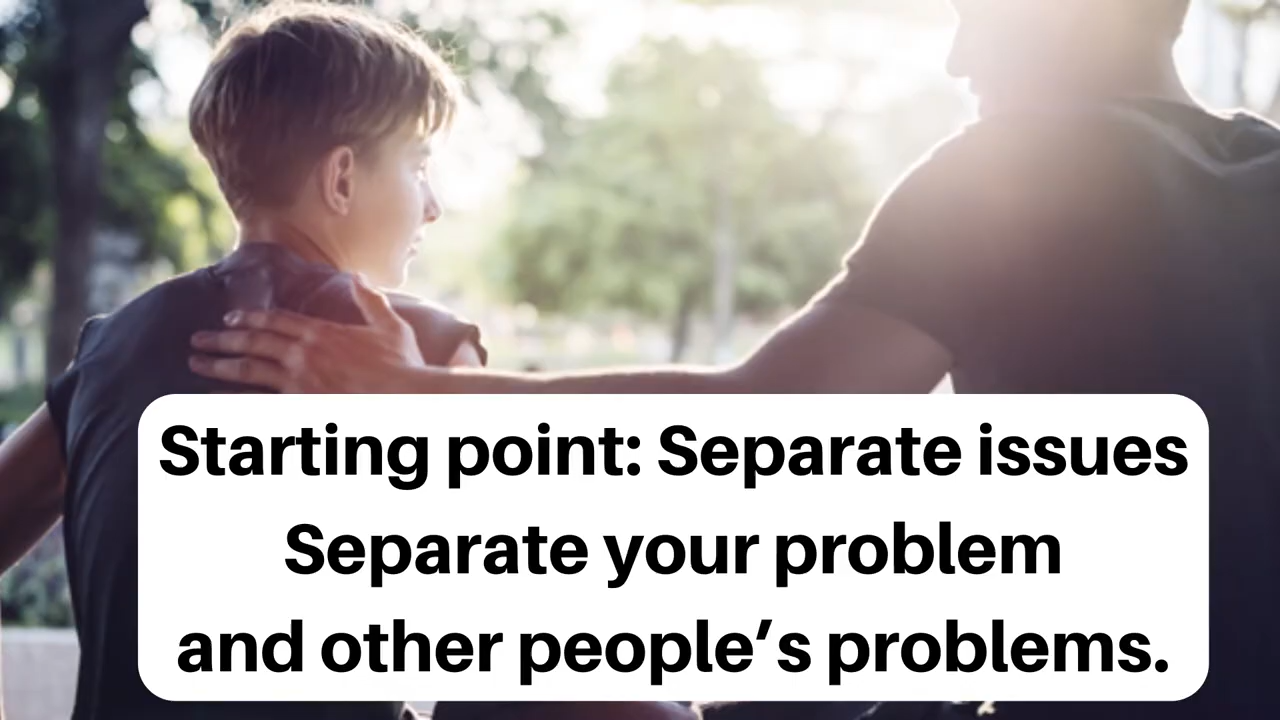 Starting point: Separate issues
Separate your problem
and other people’s problems.